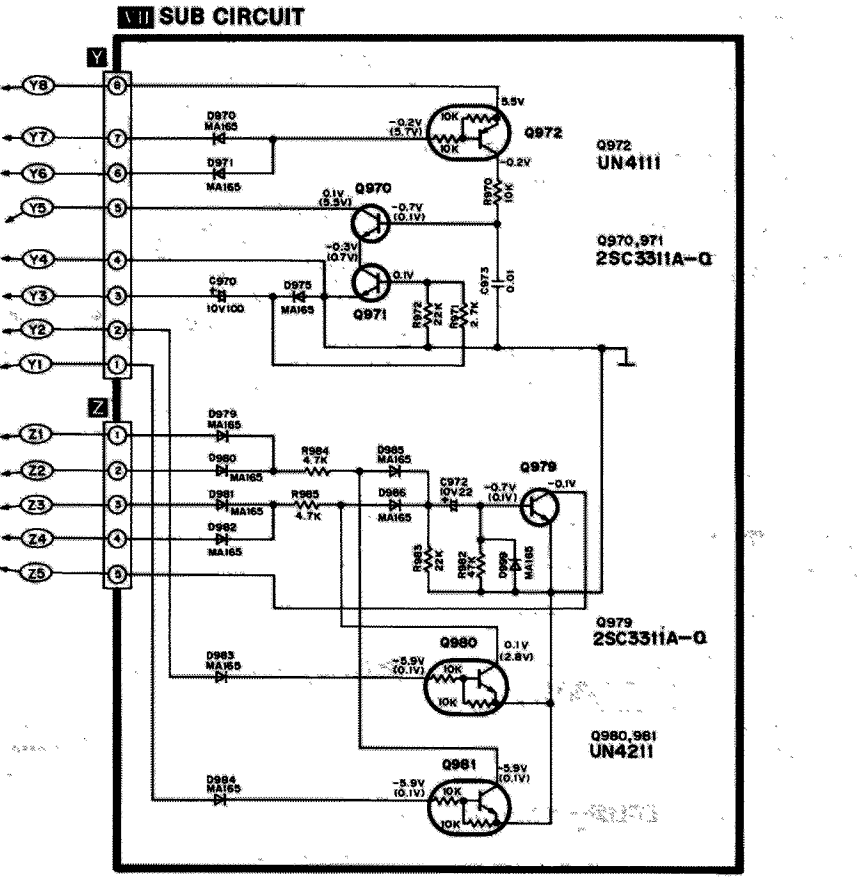 VII SUB CIRCUIT
Y
Y8 8
5.5V
Y7 7
D970
MA165
-0.2V
(5.7V)
10K
10K
Q972
Q972
UN4111
Y6 6
D971
MA165
-0.2V
R970
10K
Y5 5
0.1V
(5.5V)
Q970
-0.7V
(0.1V)
Q970,971
2SC3311A-Q
Y4 4
-0.3V
(0.7V)
0.1V
C973
0.01
Y3 3
C970
+
10V100
D975
MA165
Q971
R972
22K
R971
2.7K
Y2 2
Y1 1
Z
Z1 1
D979
MA165
Z2 2
D980
MA165
R984
4.7K
D985
MA165
Q979
Z3 3
D981
MA165
R985
4.7K
D986
MA165
C972
10V22
+
-0.7V
(0.1V)
-0.1V
Z4 4
D982
MA165
R983
22K
R982
47K
D999
MA165
Z5 5
Q979
2SC3311A-Q
D983
MA165
Q980
-5.9V
(0.1V)
10K
10K
0.1V
(2.8V)
Q980,981
UN4211
D984
MA165
Q981
-5.9V
(0.1V)
10K
10K
-5.9V
(0.1V)